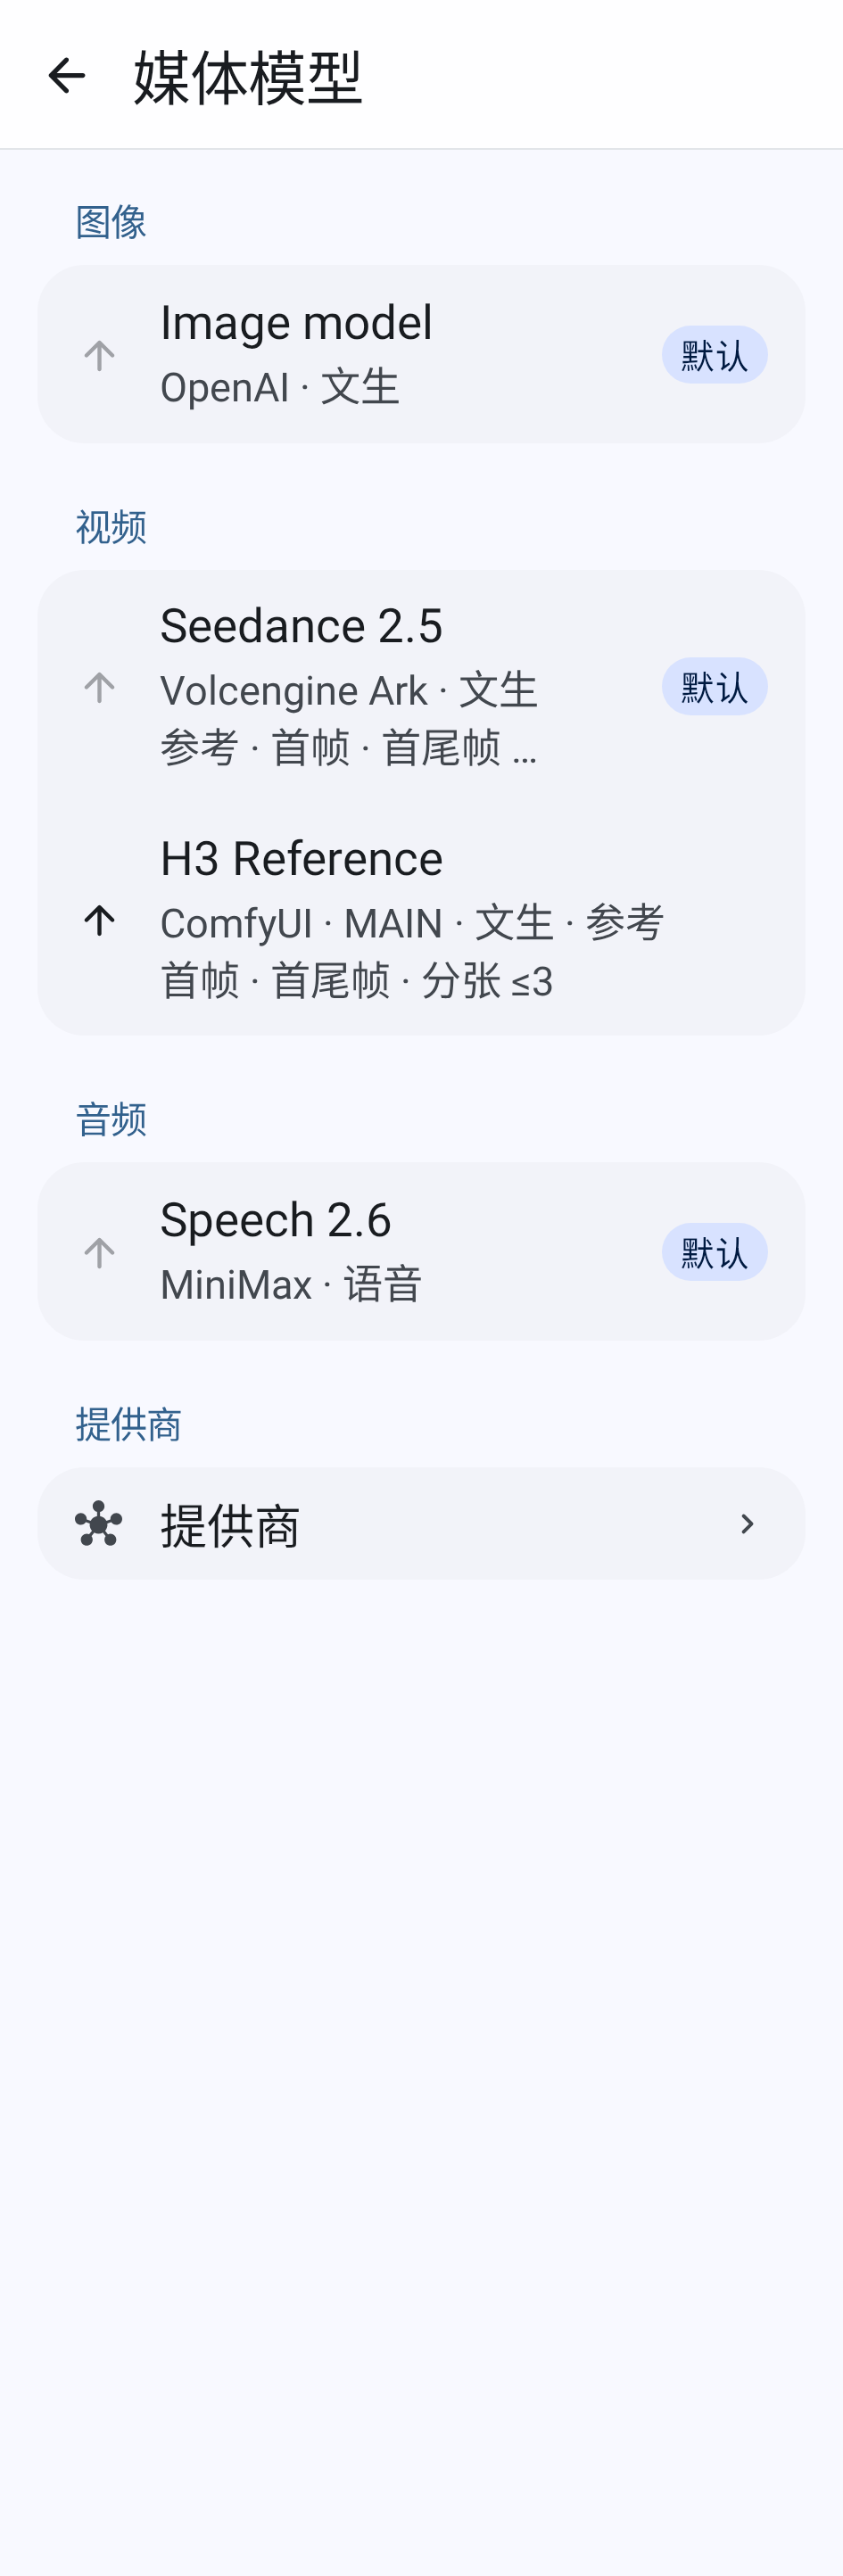 媒体模型
图像
Image model
OpenAI · 文生
默认
视频
Seedance 2.5
Volcengine Ark · 文生
参考 · 首帧 · 首尾帧 ...
默认
H3 Reference
ComfyUI · MAIN · 文生 · 参考
首帧 · 首尾帧 · 分张 ≤3
音频
Speech 2.6
MiniMax · 语音
默认
提供商
提供商